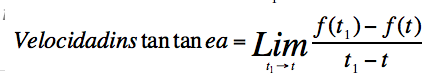 Velocidadins tan tan ea = Lim t₁→t f(t₁) – f(t) / t₁ – t